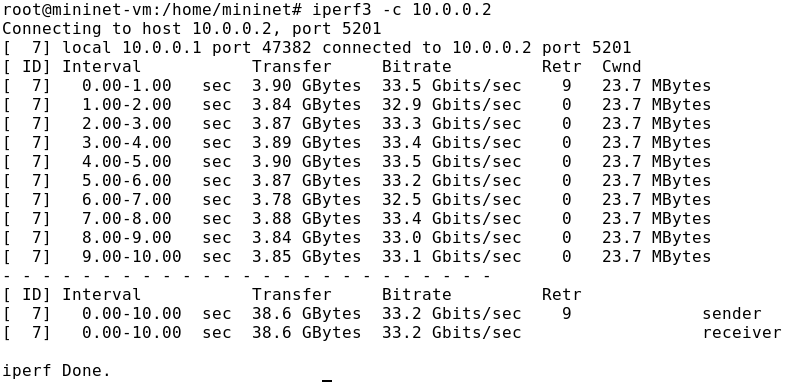 root@mininet-vm:/home/mininet# iperf3 -c 10.0.0.2
Connecting to host 10.0.0.2, port 5201
[  7] local 10.0.0.1 port 47382 connected to 10.0.0.2 port 5201
[ ID] Interval           Transfer     Bitrate         Retr  Cwnd
[  7]   0.00-1.00   sec  3.90 GBytes  33.5 Gbits/sec    9   23.7 MBytes
[  7]   1.00-2.00   sec  3.84 GBytes  32.9 Gbits/sec    0   23.7 MBytes
[  7]   2.00-3.00   sec  3.87 GBytes  33.3 Gbits/sec    0   23.7 MBytes
[  7]   3.00-4.00   sec  3.89 GBytes  33.4 Gbits/sec    0   23.7 MBytes
[  7]   4.00-5.00   sec  3.90 GBytes  33.5 Gbits/sec    0   23.7 MBytes
[  7]   5.00-6.00   sec  3.87 GBytes  33.2 Gbits/sec    0   23.7 MBytes
[  7]   6.00-7.00   sec  3.78 GBytes  32.5 Gbits/sec    0   23.7 MBytes
[  7]   7.00-8.00   sec  3.88 GBytes  33.4 Gbits/sec    0   23.7 MBytes
[  7]   8.00-9.00   sec  3.84 GBytes  33.0 Gbits/sec    0   23.7 MBytes
[  7]   9.00-10.00  sec  3.85 GBytes  33.1 Gbits/sec    0   23.7 MBytes
- - - - - - - - - - - - - - - - - - - - - - - - -
[ ID] Interval           Transfer     Bitrate         Retr
[  7]   0.00-10.00  sec  38.6 GBytes  33.2 Gbits/sec    9             sender
[  7]   0.00-10.00  sec  38.6 GBytes  33.2 Gbits/sec                  receiver

iperf Done.